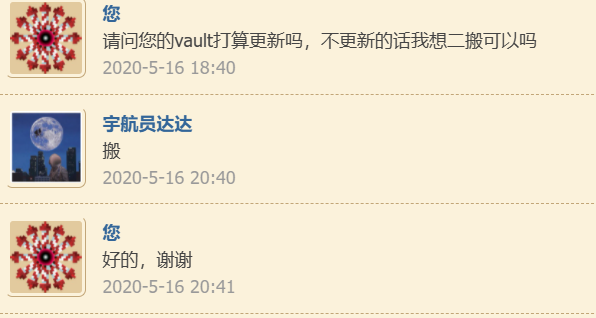 您
请问您的vault打算更新吗，不更新的话我想二搬可以吗
2020-5-16 18:40
宇航员达达
搬
2020-5-16 20:40
您
好的，谢谢
2020-5-16 20:41